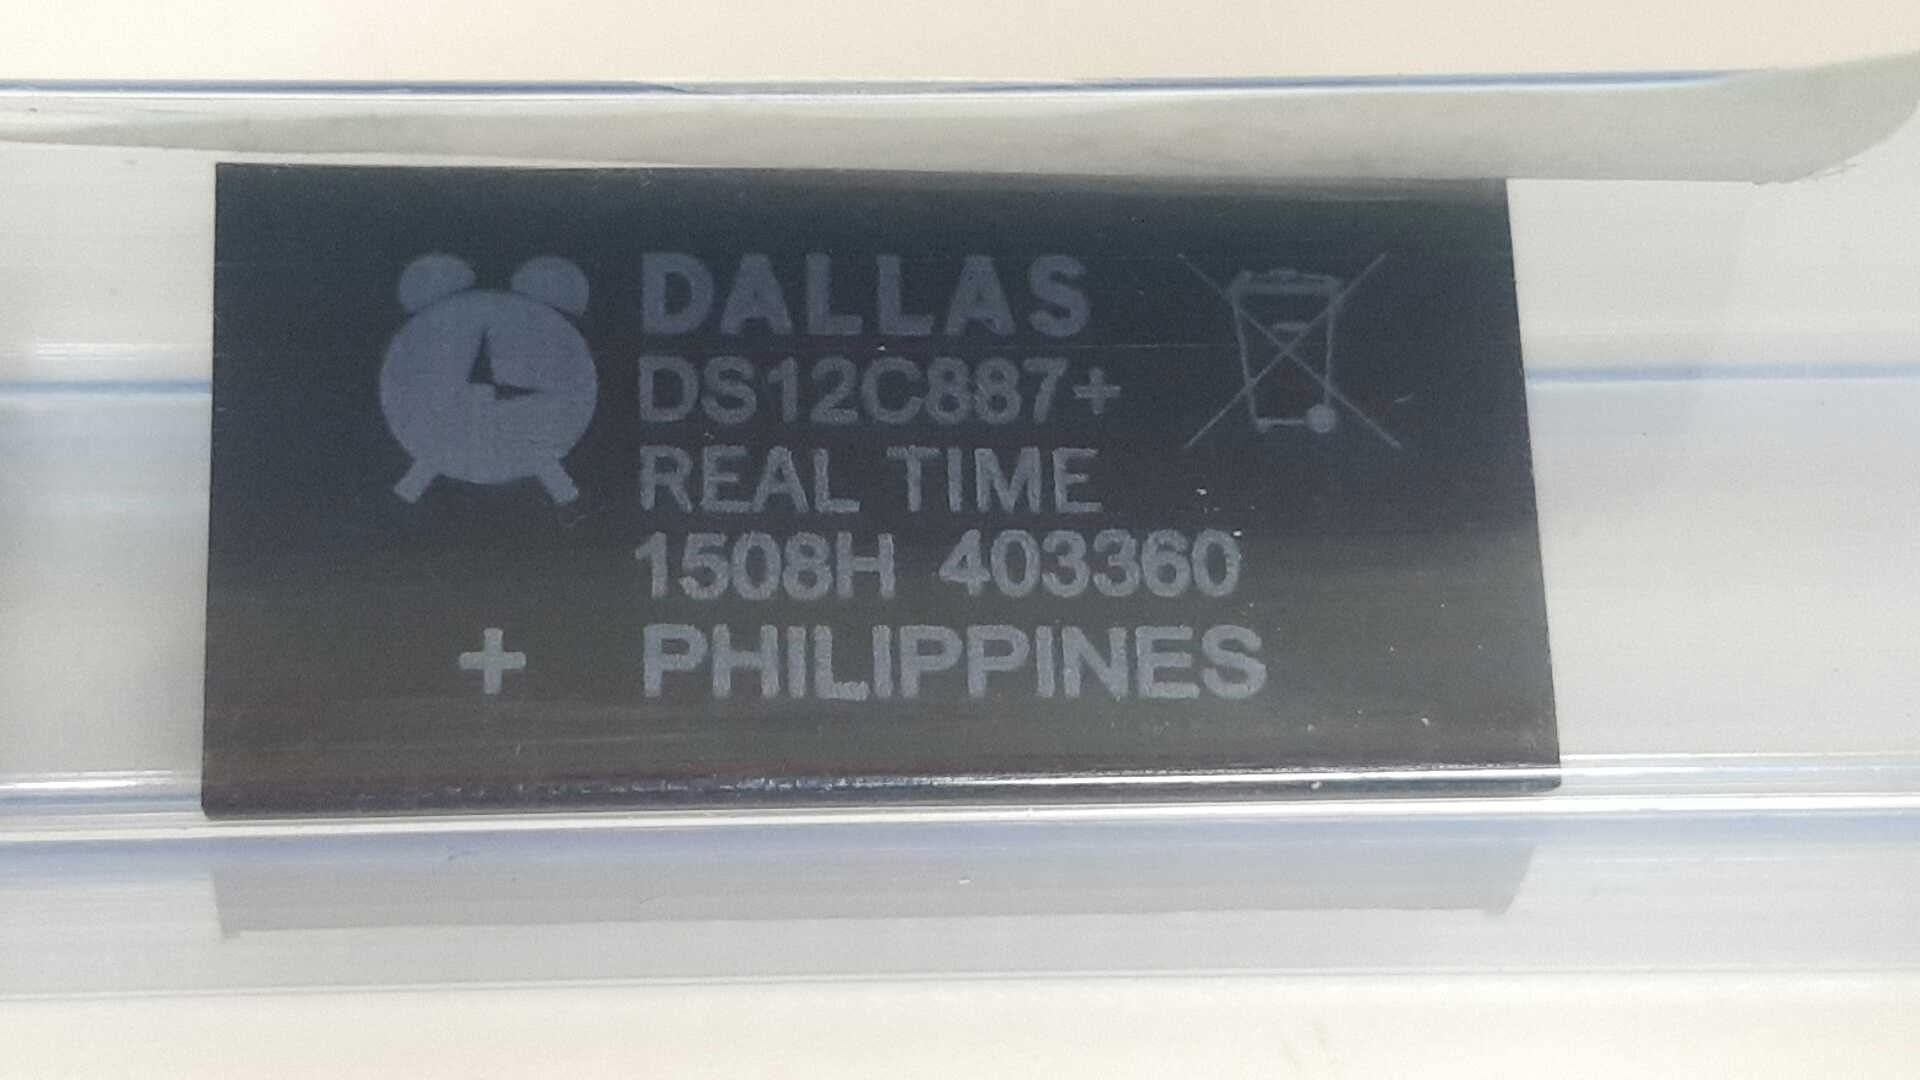 DALLAS
DS12C887+
REAL TIME
1508H 403360
+ PHILIPPINES